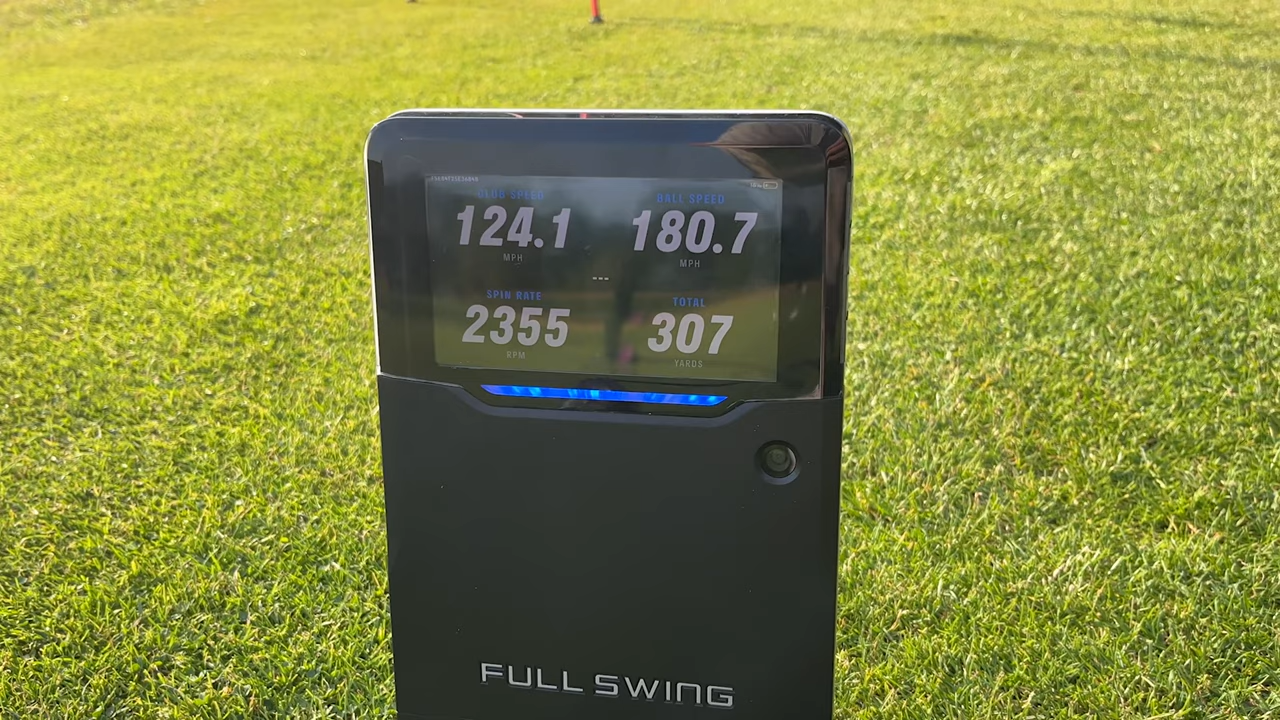 CLUB SPEED
124.1
MPH
BALL SPEED
180.7
MPH
---
SPIN RATE
2355
RPM
TOTAL
307
YARDS
FULL SWING